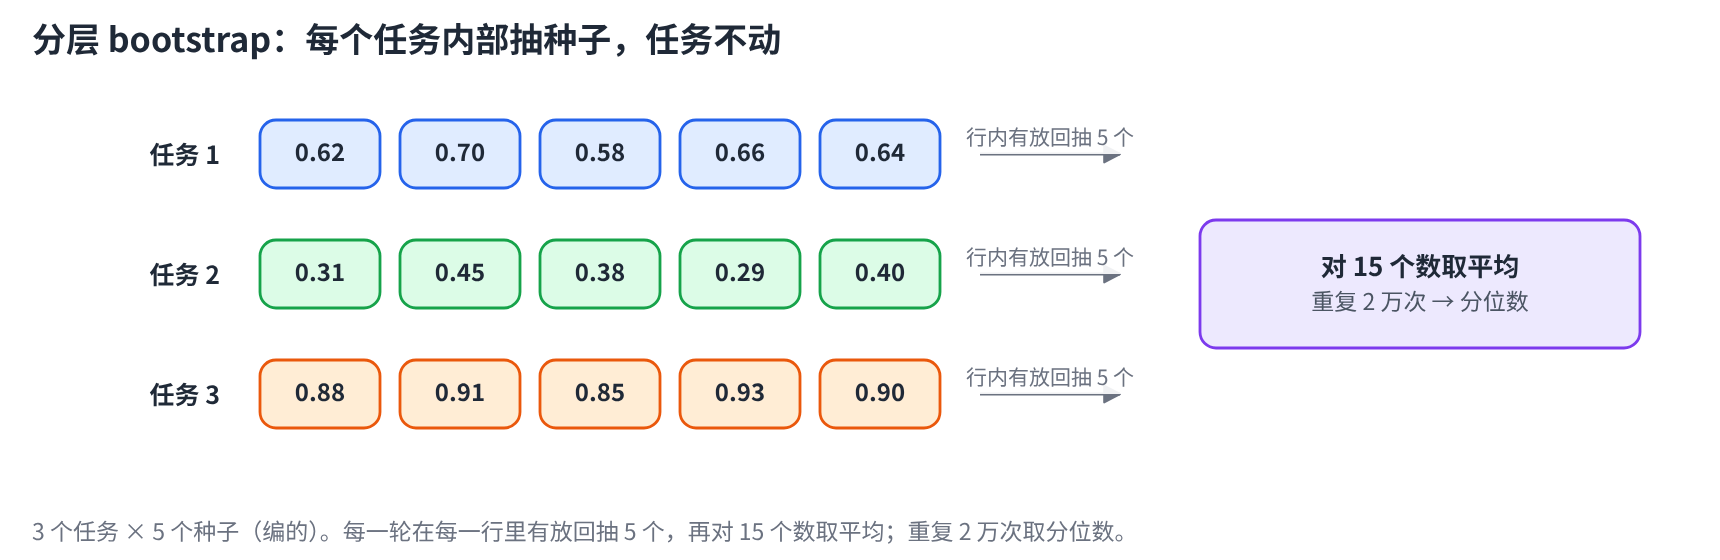 分层 bootstrap：每个任务内部抽种子，任务不动
任务 1
0.62
0.70
0.58
0.66
0.64
行内有放回抽 5 个
任务 2
0.31
0.45
0.38
0.29
0.40
行内有放回抽 5 个
对 15 个数取平均
重复 2 万次 → 分位数
任务 3
0.88
0.91
0.85
0.93
0.90
行内有放回抽 5 个
3 个任务 × 5 个种子（编的）。每一轮在每一行里有放回抽 5 个，再对 15 个数取平均；重复 2 万次取分位数。